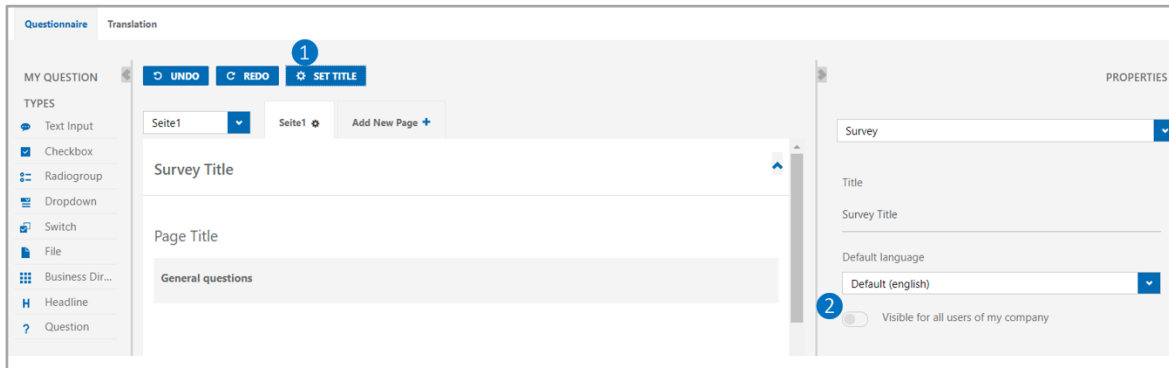 Questionnaire Translation
1
MY QUESTION
TYPES
Text Input
Checkbox
Radiogroup
Dropdown
Switch
File
Business Dir...
H Headline
? Question
UNDO REDO SET TITLE
Seite1 Seite1 Add New Page +
Survey Title
Page Title
General questions
PROPERTIES
Survey
Title
Survey Title
Default language
Default (english)
2
Visible for all users of my company